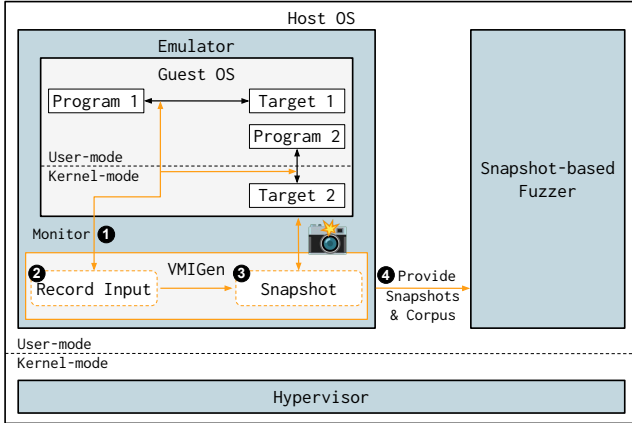 Host OS
Emulator
Guest OS
Program 1
Target 1
Program 2
User-mode
Kernel-mode
Target 2
Snapshot-based
Fuzzer
Monitor 1
VMIGen
2
Record Input
3
Snapshot
4 Provide
Snapshots
& Corpus
User-mode
Kernel-mode
Hypervisor